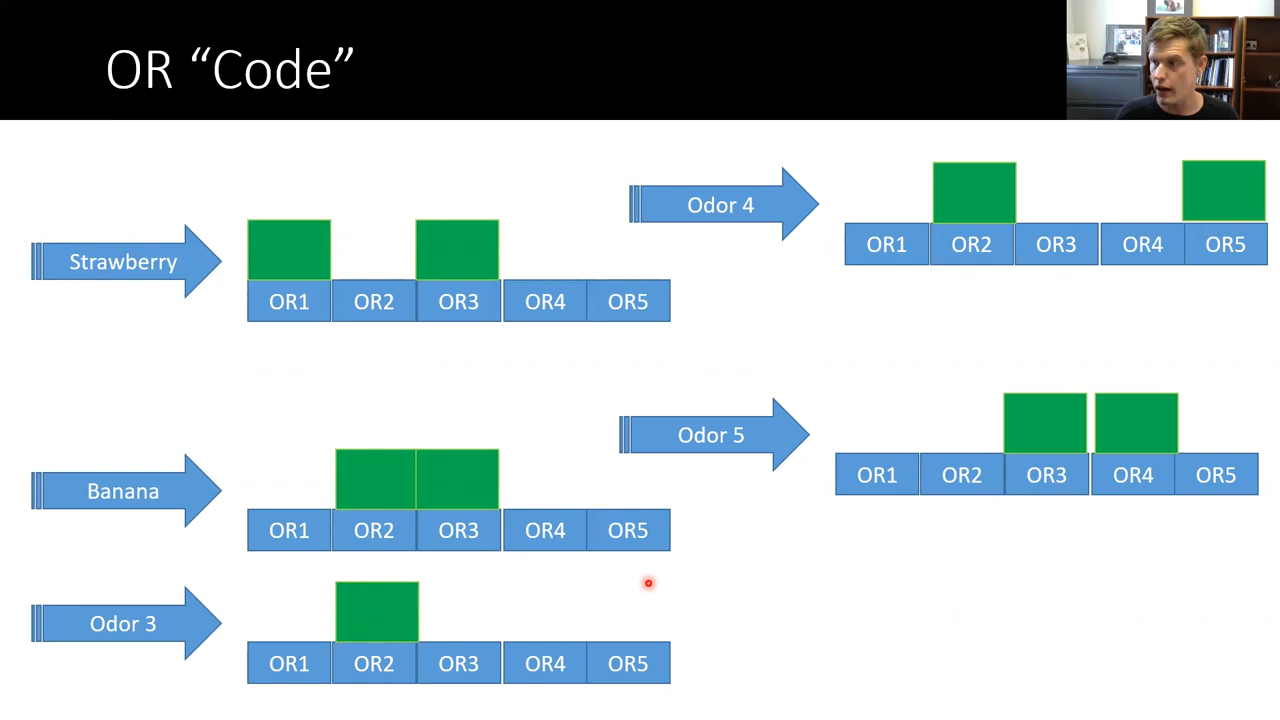 OR “Code”
Strawberry
OR1 OR2 OR3 OR4 OR5
Banana
OR1 OR2 OR3 OR4 OR5
Odor 3
OR1 OR2 OR3 OR4 OR5
Odor 4
OR1 OR2 OR3 OR4 OR5
Odor 5
OR1 OR2 OR3 OR4 OR5